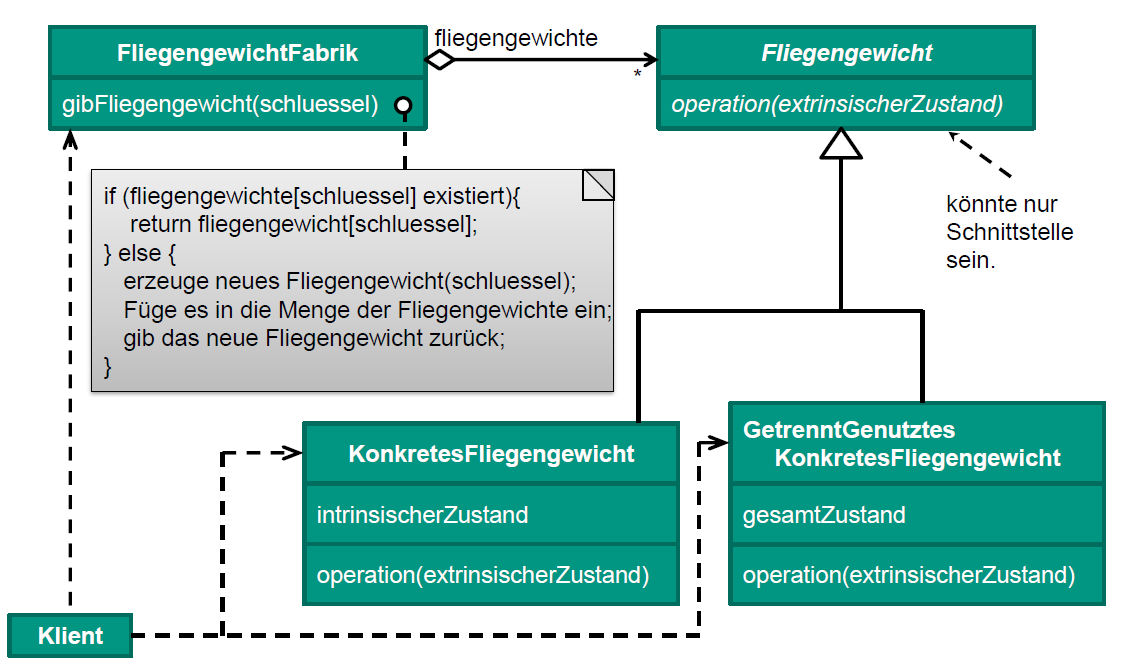 FliegengewichtFabrik
gibFliegengewicht(schluessel)
fliegengewichte
*
Fliegengewicht
operation(extrinsischerZustand)
if (fliegengewichte[schluessel] existiert){
return fliegengewicht[schluessel];
} else {
erzeuge neues Fliegengewicht(schluessel);
Füge es in die Menge der Fliegengewichte ein;
gib das neue Fliegengewicht zurück;
}
könnte nur
Schnittstelle
sein.
KonkretesFliegengewicht
intrinsischerZustand
operation(extrinsischerZustand)
GetrenntGenutztes
KonkretesFliegengewicht
gesamtZustand
operation(extrinsischerZustand)
Klient